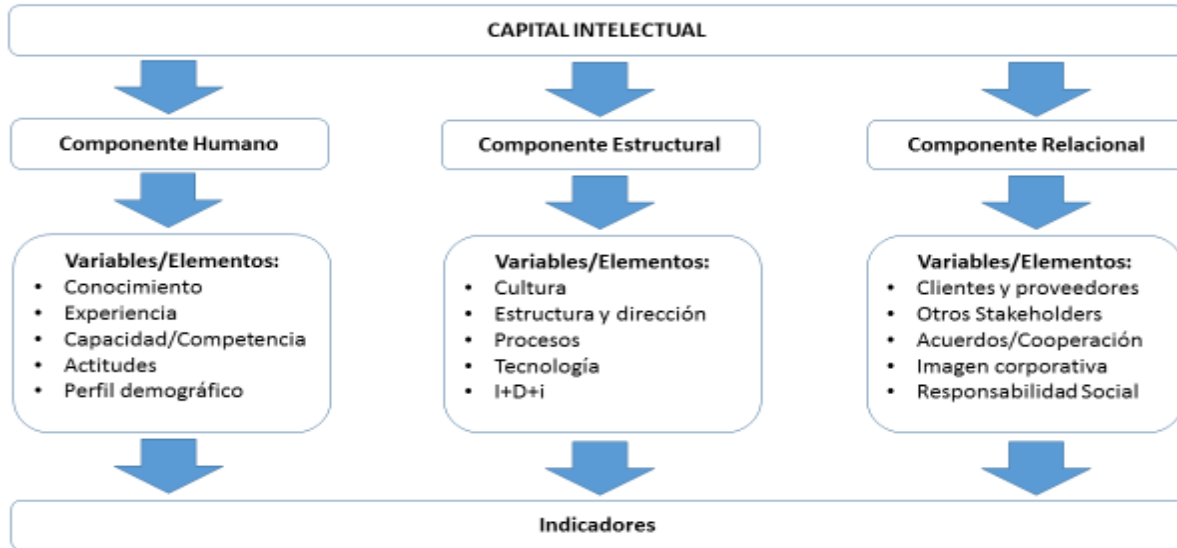 CAPITAL INTELECTUAL
Componente Humano
Componente Estructural
Componente Relacional
Variables/Elementos:
• Conocimiento
• Experiencia
• Capacidad/Competencia
• Actitudes
• Perfil demográfico
Variables/Elementos:
• Cultura
• Estructura y dirección
• Procesos
• Tecnología
• I+D+i
Variables/Elementos:
• Clientes y proveedores
• Otros Stakeholders
• Acuerdos/Cooperación
• Imagen corporativa
• Responsabilidad Social
Indicadores